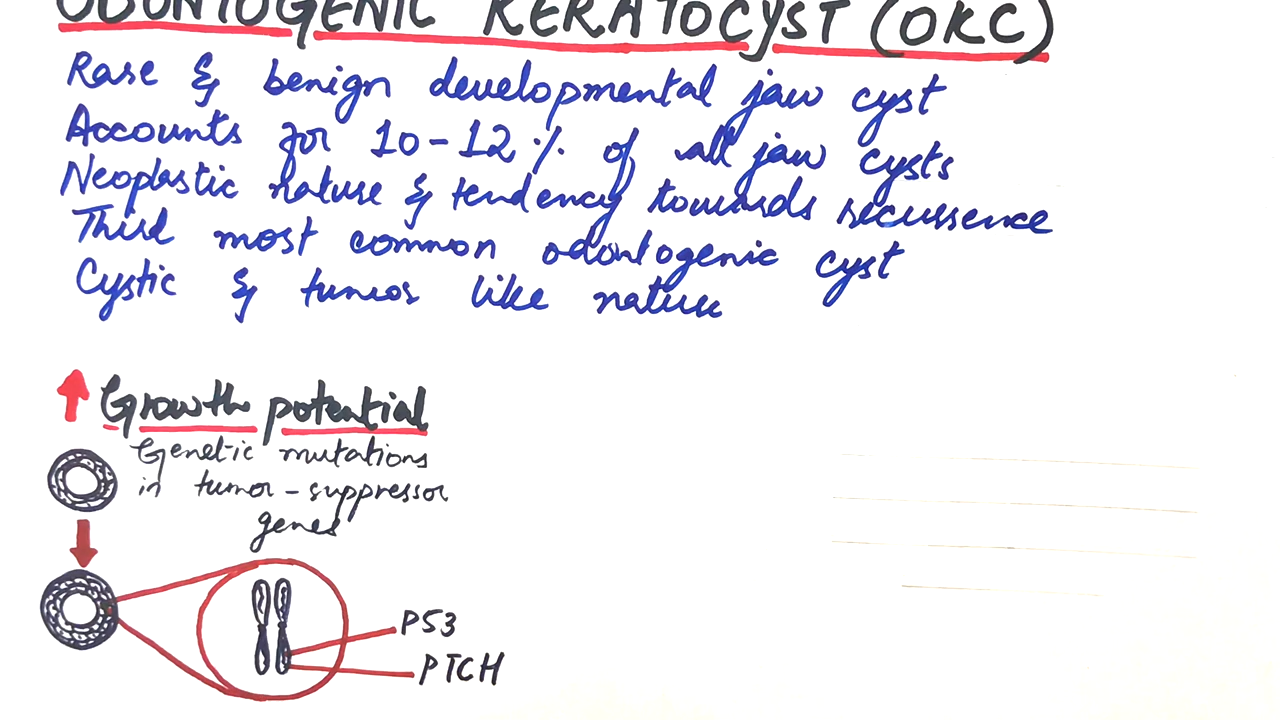 ODONTOGENIC KERATOCYST (OKC)
Rare & benign developmental jaw cyst
Accounts for 10-12% of all jaw cysts
Neoplastic nature & tendency towards recurrence
Third most common odontogenic cyst
Cystic & tumor like nature
Growth potential
Genetic mutations
in tumor-suppressor
genes
P53
PTCH